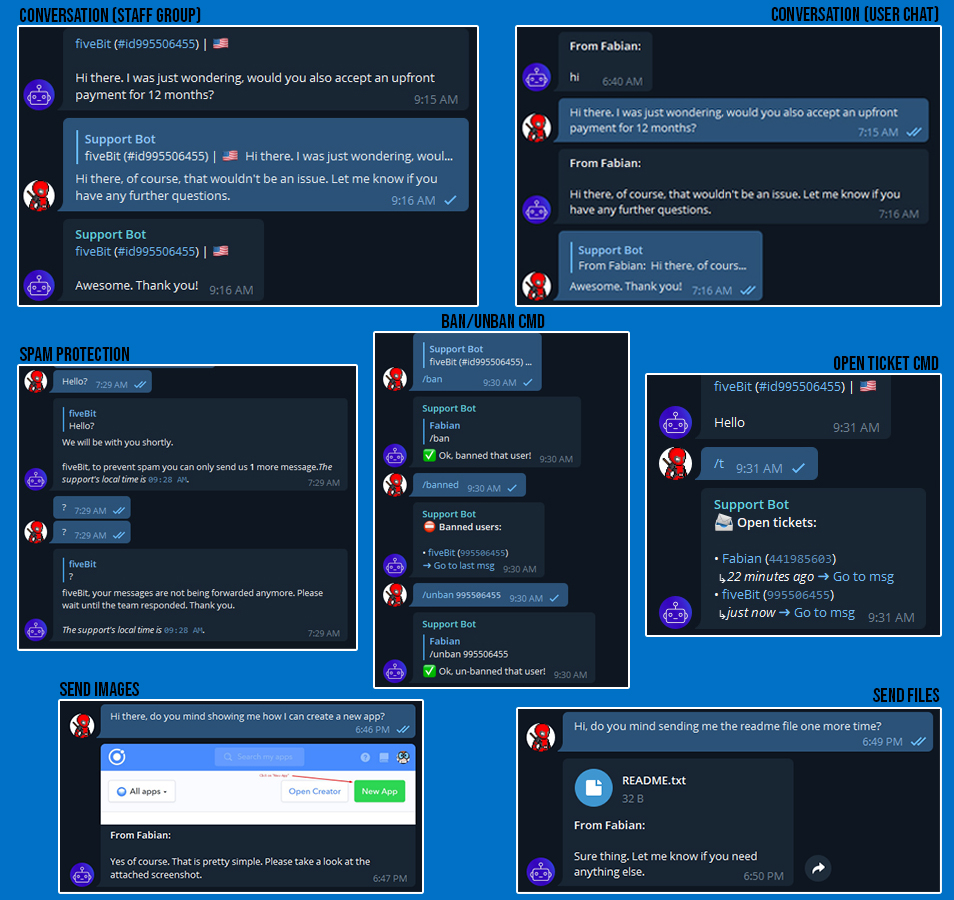 CONVERSATION (STAFF GROUP)
fiveBit (#id995506455) | 🇺🇸
Hi there. I was just wondering, would you also accept an upfront
payment for 12 months?
9:15 AM
Support Bot
fiveBit (#id995506455) | 🇺🇸 Hi there. I was just wondering, woul...
Hi there, of course, that wouldn't be an issue. Let me know if you
have any further questions.
9:16 AM
Support Bot
fiveBit (#id995506455) | 🇺🇸
Awesome. Thank you! 9:16 AM
CONVERSATION (USER CHAT)
From Fabian:
hi 6:40 AM
Hi there. I was just wondering, would you also accept an upfront
payment for 12 months?
7:15 AM
From Fabian:
Hi there, of course, that wouldn't be an issue. Let me know if you
have any further questions.
7:16 AM
Support Bot
From Fabian: Hi there, of cours...
Awesome. Thank you! 7:16 AM
SPAM PROTECTION
Hello? 7:29 AM
fiveBit
Hello?
We will be with you shortly.
fiveBit, to prevent spam you can only send us 1 more message.The
support's local time is 09:28 AM.
7:29 AM
? 7:29 AM
? 7:29 AM
fiveBit
?
fiveBit, your messages are not being forwarded anymore. Please
wait until the team responded. Thank you.
The support's local time is 09:28 AM.
7:29 AM
BAN/UNBAN CMD
Support Bot
fiveBit (#id995506455) ...
/ban 9:30 AM
Support Bot
Fabian
/ban
✅ Ok, banned that user! 9:30 AM
/banned 9:30 AM
Support Bot
⛔ Banned users:
• fiveBit (995506455)
→ Go to last msg 9:30 AM
/unban 995506455 9:30 AM
Support Bot
Fabian
/unban 995506455
✅ Ok, un-banned that user! 9:30 AM
OPEN TICKET CMD
fiveBit (#id995506455) | 🇺🇸
Hello 9:31 AM
/t 9:31 AM
Support Bot
📨 Open tickets:
• Fabian (441985603)
↳22 minutes ago → Go to msg
• fiveBit (995506455)
↳just now → Go to msg 9:31 AM
SEND IMAGES
Hi there, do you mind showing me how I can create a new app?
6:46 PM
Search my apps
Click on "New App"
All apps
Open Creator
New App
From Fabian:
Yes of course. That is pretty simple. Please take a look at the
attached screenshot.
6:47 PM
SEND FILES
Hi, do you mind sending me the readme file one more time?
6:49 PM
README.txt
32 B
From Fabian:
Sure thing. Let me know if you need
anything else.
6:50 PM